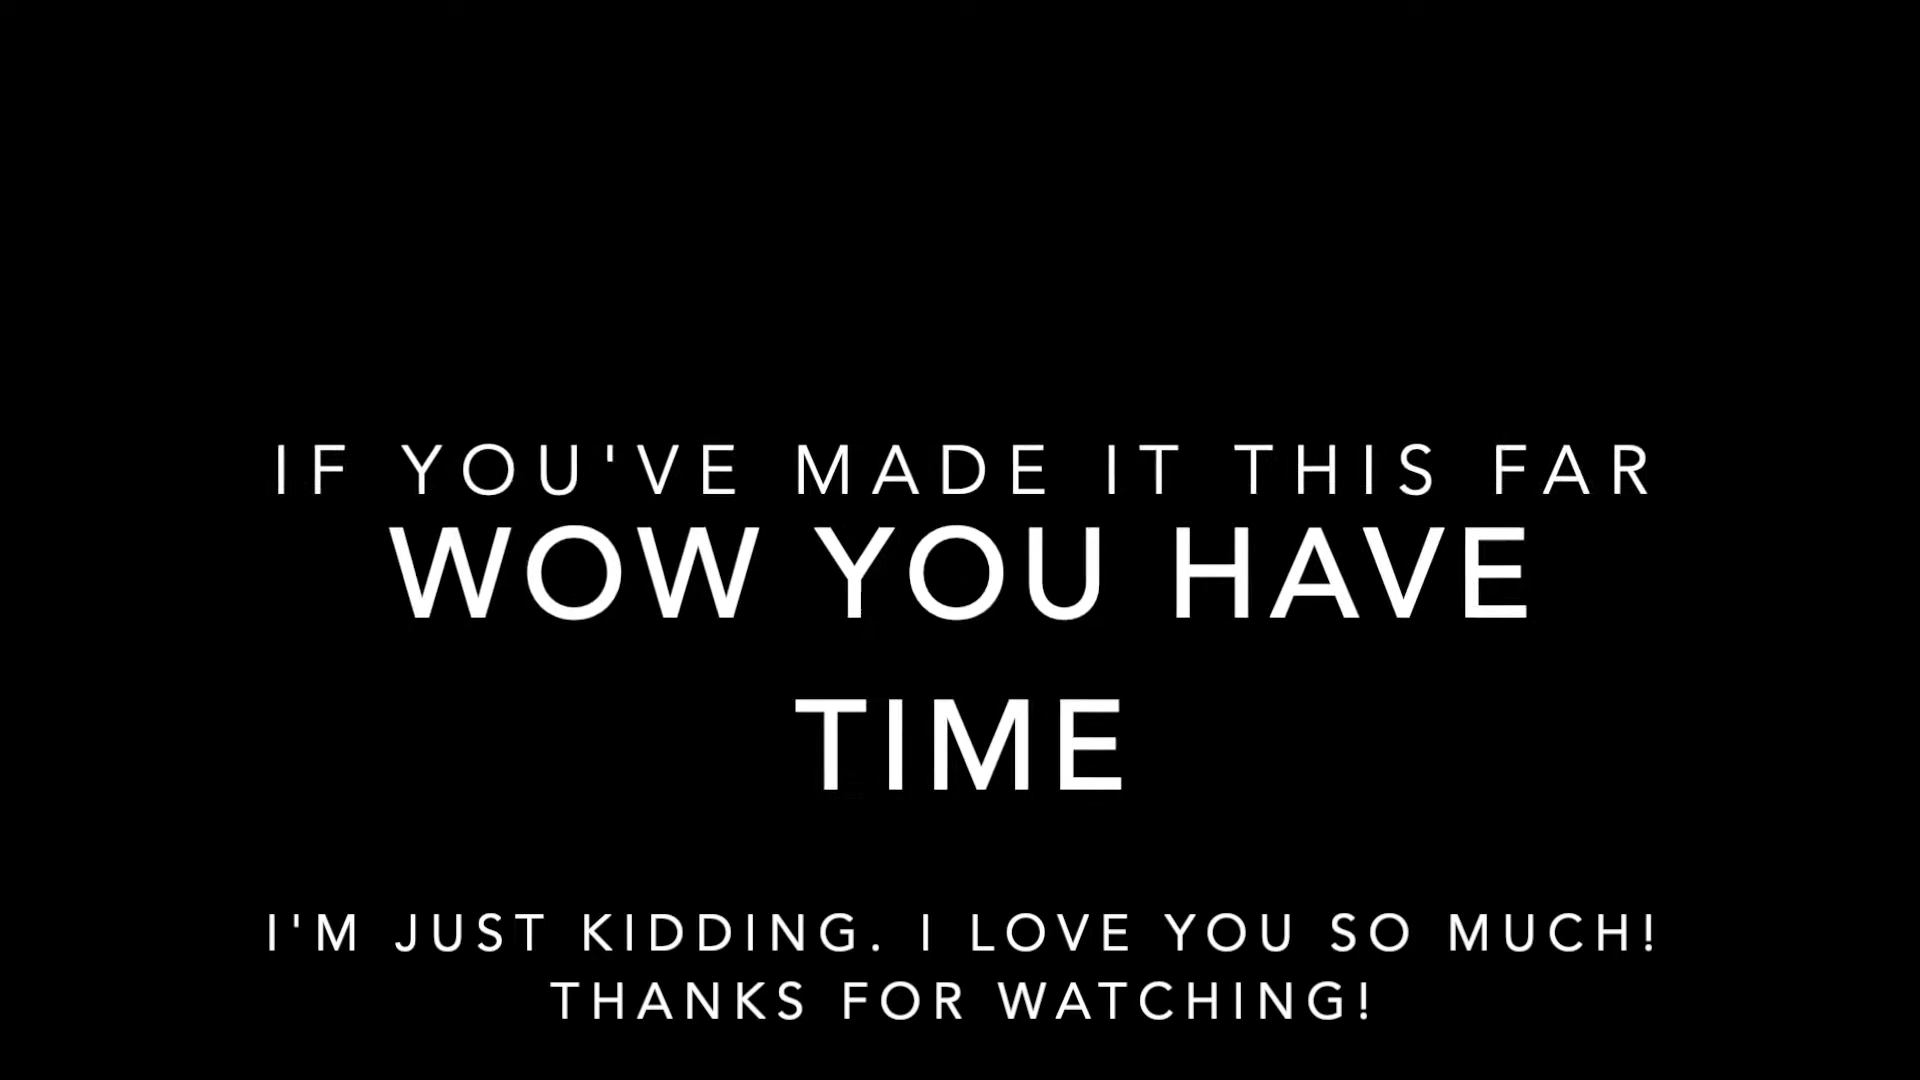 IF YOU'VE MADE IT THIS FAR
WOW YOU HAVE
TIME
I'M JUST KIDDING. I LOVE YOU SO MUCH!
THANKS FOR WATCHING!